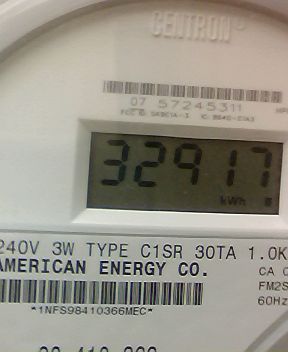 CENTRON®
07 57245311
32917
kWh
240V 3W TYPE C1SR 30TA 1.0K
AMERICAN ENERGY CO.
CA
FM2S
60Hz
*1NFS98410366MEC*